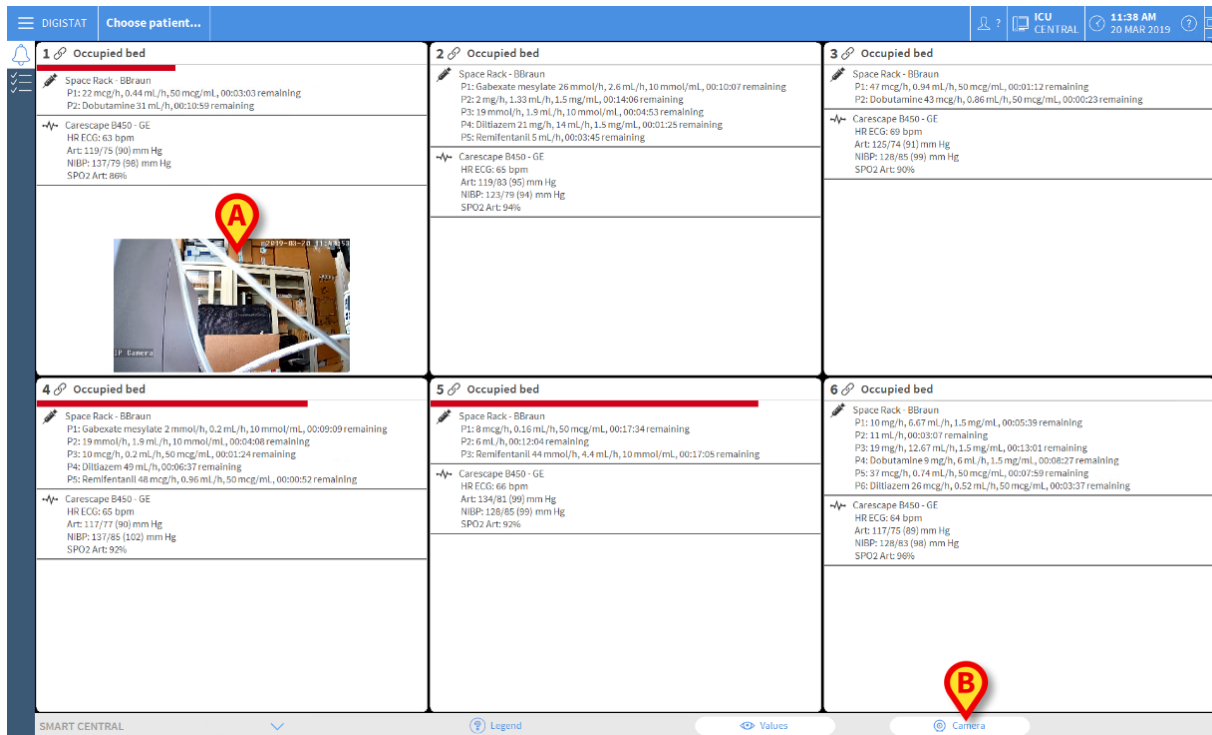 DIGISTAT
Choose patient...
?
ICU
CENTRAL
11:38 AM
20 MAR 2019
?
1 Occupied bed
Space Rack - BBraun
P1: 22 mcg/h, 0.44 mL/h, 50 mcg/mL, 00:03:03 remaining
P2: Dobutamine 31 mL/h, 00:10:59 remaining
Carescape B450 - GE
HR ECG: 63 bpm
Art: 119/75 (90) mm Hg
NIBP: 137/79 (98) mm Hg
SPO2 Art: 86%
A
IP Camera
2 Occupied bed
Space Rack - BBraun
P1: Gabexate mesylate 26 mmol/h, 2.6 mL/h, 10 mmol/mL, 00:10:07 remaining
P2: 2 mg/h, 1.33 mL/h, 1.5 mg/mL, 00:14:06 remaining
P3: 19 mmol/h, 1.9 mL/h, 10 mmol/mL, 00:04:53 remaining
P4: Diltiazem 21 mg/h, 14 mL/h, 1.5 mg/mL, 00:01:25 remaining
P5: Remifentanil 5 mL/h, 00:03:45 remaining
Carescape B450 - GE
HR ECG: 65 bpm
Art: 119/83 (95) mm Hg
NIBP: 123/79 (94) mm Hg
SPO2 Art: 94%
3 Occupied bed
Space Rack - BBraun
P1: 47 mcg/h, 0.94 mL/h, 50 mcg/mL, 00:01:12 remaining
P2: Dobutamine 43 mcg/h, 0.86 mL/h, 50 mcg/mL, 00:00:23 remaining
Carescape B450 - GE
HR ECG: 69 bpm
Art: 125/74 (91) mm Hg
NIBP: 128/85 (99) mm Hg
SPO2 Art: 90%
4 Occupied bed
Space Rack - BBraun
P1: Gabexate mesylate 2 mmol/h, 0.2 mL/h, 10 mmol/mL, 00:09:09 remaining
P2: 19 mmol/h, 1.9 mL/h, 10 mmol/mL, 00:04:08 remaining
P3: 10 mcg/h, 0.2 mL/h, 50 mcg/mL, 00:01:24 remaining
P4: Diltiazem 49 mL/h, 00:06:37 remaining
P5: Remifentanil 48 mcg/h, 0.96 mL/h, 50 mcg/mL, 00:00:52 remaining
Carescape B450 - GE
HR ECG: 65 bpm
Art: 117/77 (90) mm Hg
NIBP: 137/85 (102) mm Hg
SPO2 Art: 92%
5 Occupied bed
Space Rack - BBraun
P1: 8 mcg/h, 0.16 mL/h, 50 mcg/mL, 00:17:34 remaining
P2: 6 mL/h, 00:12:04 remaining
P3: Remifentanil 44 mmol/h, 4.4 mL/h, 10 mmol/mL, 00:17:05 remaining
Carescape B450 - GE
HR ECG: 66 bpm
Art: 134/81 (99) mm Hg
NIBP: 128/85 (99) mm Hg
SPO2 Art: 92%
6 Occupied bed
Space Rack - BBraun
P1: 10 mg/h, 6.67 mL/h, 1.5 mg/mL, 00:05:39 remaining
P2: 11 mL/h, 00:03:07 remaining
P3: 19 mg/h, 12.67 mL/h, 1.5 mg/mL, 00:13:01 remaining
P4: Dobutamine 9 mg/h, 6 mL/h, 1.5 mg/mL, 00:08:27 remaining
P5: 37 mcg/h, 0.74 mL/h, 50 mcg/mL, 00:07:59 remaining
P6: Diltiazem 26 mcg/h, 0.52 mL/h, 50 mcg/mL, 00:03:37 remaining
Carescape B450 - GE
HR ECG: 64 bpm
Art: 117/75 (89) mm Hg
NIBP: 128/83 (98) mm Hg
SPO2 Art: 96%
B
SMART CENTRAL
? Legend
Values
Camera